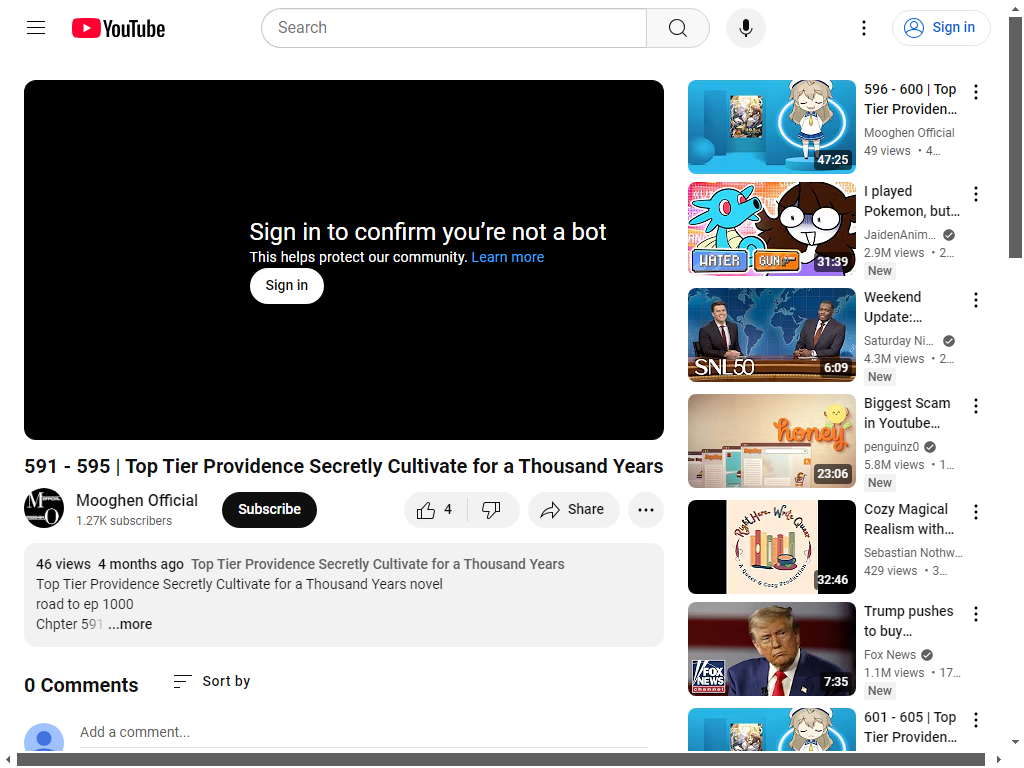 YouTube
Search
Sign in
Sign in to confirm you're not a bot
This helps protect our community. Learn more
Sign in
591 - 595 | Top Tier Providence Secretly Cultivate for a Thousand Years
Mooghen Official
1.27K subscribers
Subscribe
4
Share
46 views 4 months ago Top Tier Providence Secretly Cultivate for a Thousand Years
Top Tier Providence Secretly Cultivate for a Thousand Years novel
road to ep 1000
Chpter 591 ...more
0 Comments
Sort by
Add a comment...
47:25
596 - 600 | Top
Tier Providen...
Mooghen Official
49 views • 4...
WATER GUN
31:39
I played
Pokemon, but...
JaidenAnim...
2.9M views • 2...
New
SNL50
6:09
Weekend
Update:...
Saturday Ni...
4.3M views • 2...
New
honey
23:06
Biggest Scam
in Youtube...
penguinz0
5.8M views • 1...
New
Right Here, Write Queer
A Queer & Cozy Production
32:46
Cozy Magical
Realism with...
Sebastian Nothw...
429 views • 3...
FOX
NEWS
channel
7:35
Trump pushes
to buy...
Fox News
1.1M views • 17...
New
601 - 605 | Top
Tier Providen...